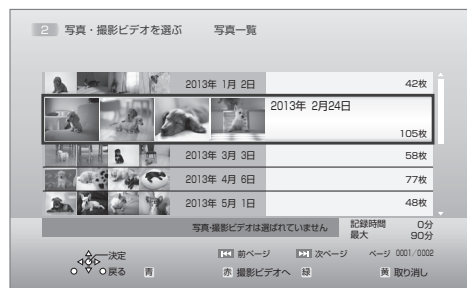 2 写真・撮影ビデオを選ぶ 写真一覧
2013年 1月 2日 42枚
2013年 2月24日
105枚
2013年 3月 3日 58枚
2013年 4月 6日 77枚
2013年 5月 1日 48枚
写真・撮影ビデオは選ばれていません 記録時間 0分
最大 90分
決定 前ページ 次ページ ページ 0001/0002
戻る 青 赤 撮影ビデオへ 緑 黄 取り消し